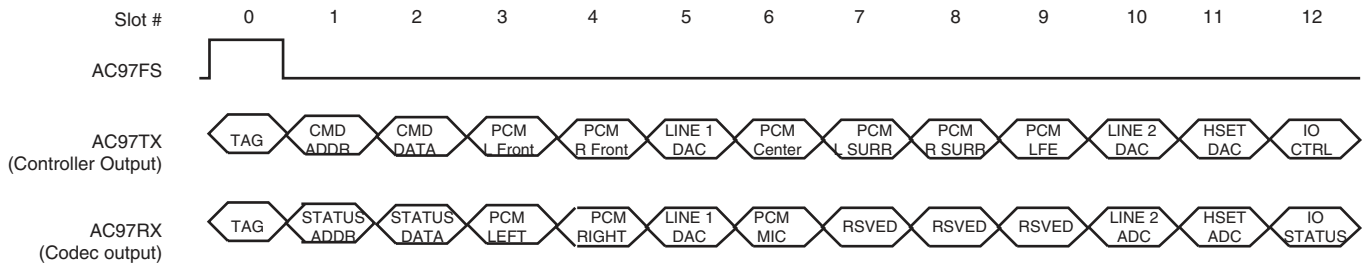 Slot # 0 1 2 3 4 5 6 7 8 9 10 11 12
AC97FS
AC97TX
(Controller Output)
TAG
CMD
ADDR
CMD
DATA
PCM
L Front
PCM
R Front
LINE 1
DAC
PCM
Center
PCM
L SURR
PCM
R SURR
PCM
LFE
LINE 2
DAC
HSET
DAC
IO
CTRL
AC97RX
(Codec output)
TAG
STATUS
ADDR
STATUS
DATA
PCM
LEFT
PCM
RIGHT
LINE 1
DAC
PCM
MIC
RSVED
RSVED
RSVED
LINE 2
ADC
HSET
ADC
IO
STATUS